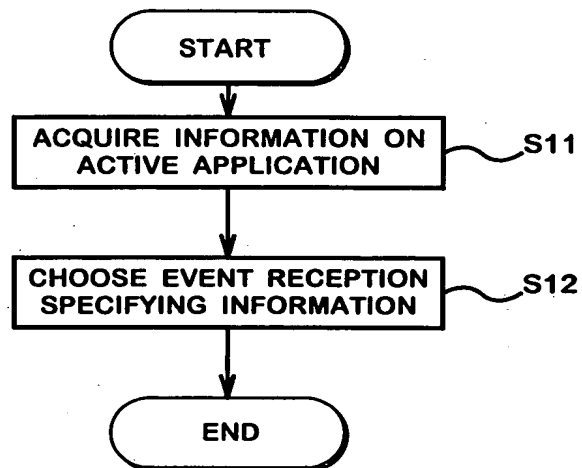 START
ACQUIRE INFORMATION ON
ACTIVE APPLICATION
S11
CHOOSE EVENT RECEPTION
SPECIFYING INFORMATION
S12
END